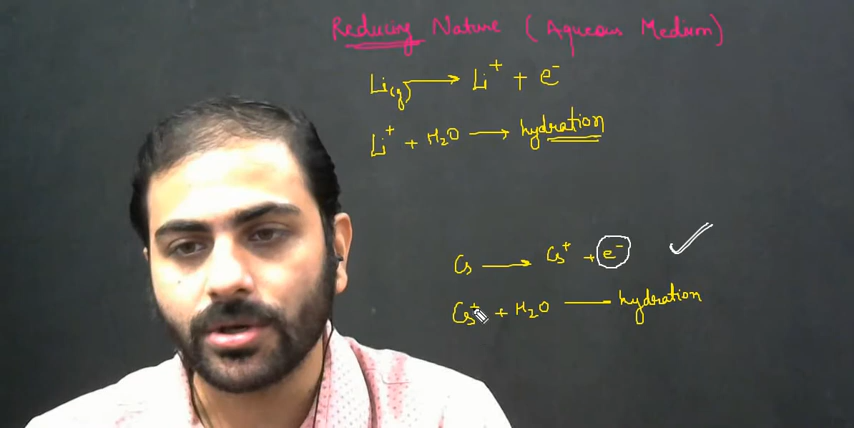 Reducing Nature (Aqueous Medium)
Li(g) ⟶ Li⁺ + e⁻
Li⁺ + H₂O ⟶ hydration
Cs ⟶ Cs⁺ + e⁻ ✓
Cs⁺ + H₂O — hydration